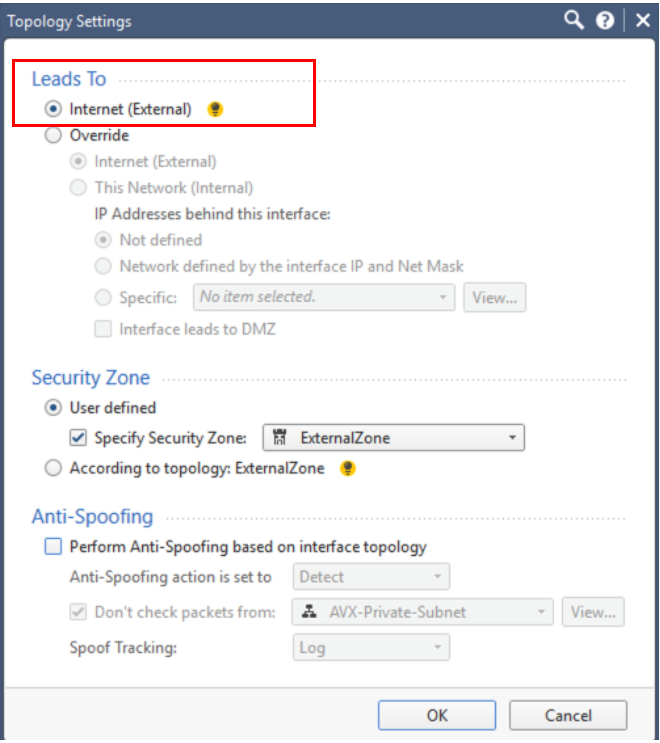 Topology Settings
Leads To
Internet (External)
Override
Internet (External)
This Network (Internal)
IP Addresses behind this interface:
Not defined
Network defined by the interface IP and Net Mask
Specific: No item selected. View...
Interface leads to DMZ
Security Zone
User defined
Specify Security Zone: ExternalZone
According to topology: ExternalZone
Anti-Spoofing
Perform Anti-Spoofing based on interface topology
Anti-Spoofing action is set to Detect
Don't check packets from: AVX-Private-Subnet View...
Spoof Tracking: Log
OK Cancel